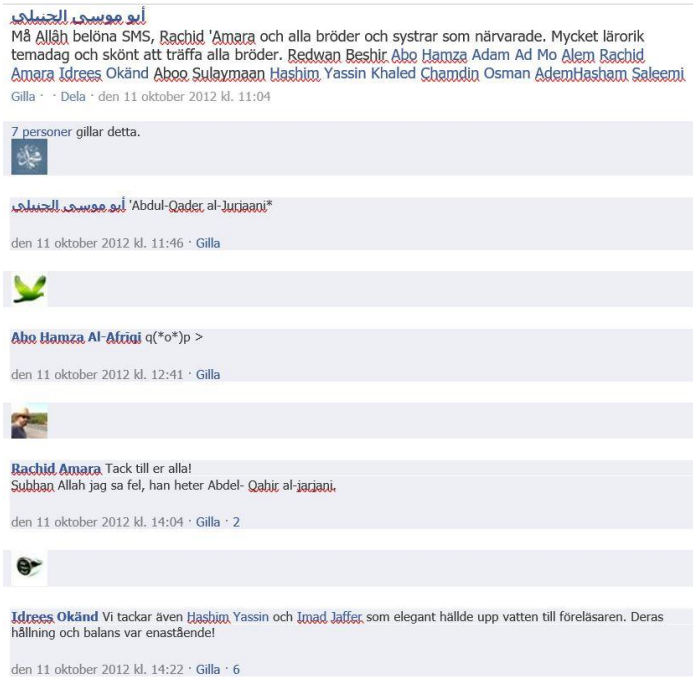 أبو موسى الحنبلي
Må Allâh belöna SMS, Rachid 'Amara och alla bröder och systrar som närvarade. Mycket lärorik
temadag och skönt att träffa alla bröder. Redwan Beshir Abo Hamza Adam Ad Mo Alem Rachid
Amara Idrees Okänd Aboo Sulaymaan Hashim Yassin Khaled Chamdin Osman AdemHasham Saleemi
Gilla · · Dela · den 11 oktober 2012 kl. 11:04
7 personer gillar detta.
أبو موسى الحنبلي 'Abdul-Qader al-Jurjaani*
den 11 oktober 2012 kl. 11:46 · Gilla
Abo Hamza Al-Afriqi q(*o*)p >
den 11 oktober 2012 kl. 12:41 · Gilla
Rachid Amara Tack till er alla!
Subhan Allah jag sa fel, han heter Abdel- Qahir al-jarjani.
den 11 oktober 2012 kl. 14:04 · Gilla · 2
Idrees Okänd Vi tackar även Hashim Yassin och Imad Jaffer som elegant hällde upp vatten till föreläsaren. Deras
hållning och balans var enastående!
den 11 oktober 2012 kl. 14:22 · Gilla · 6